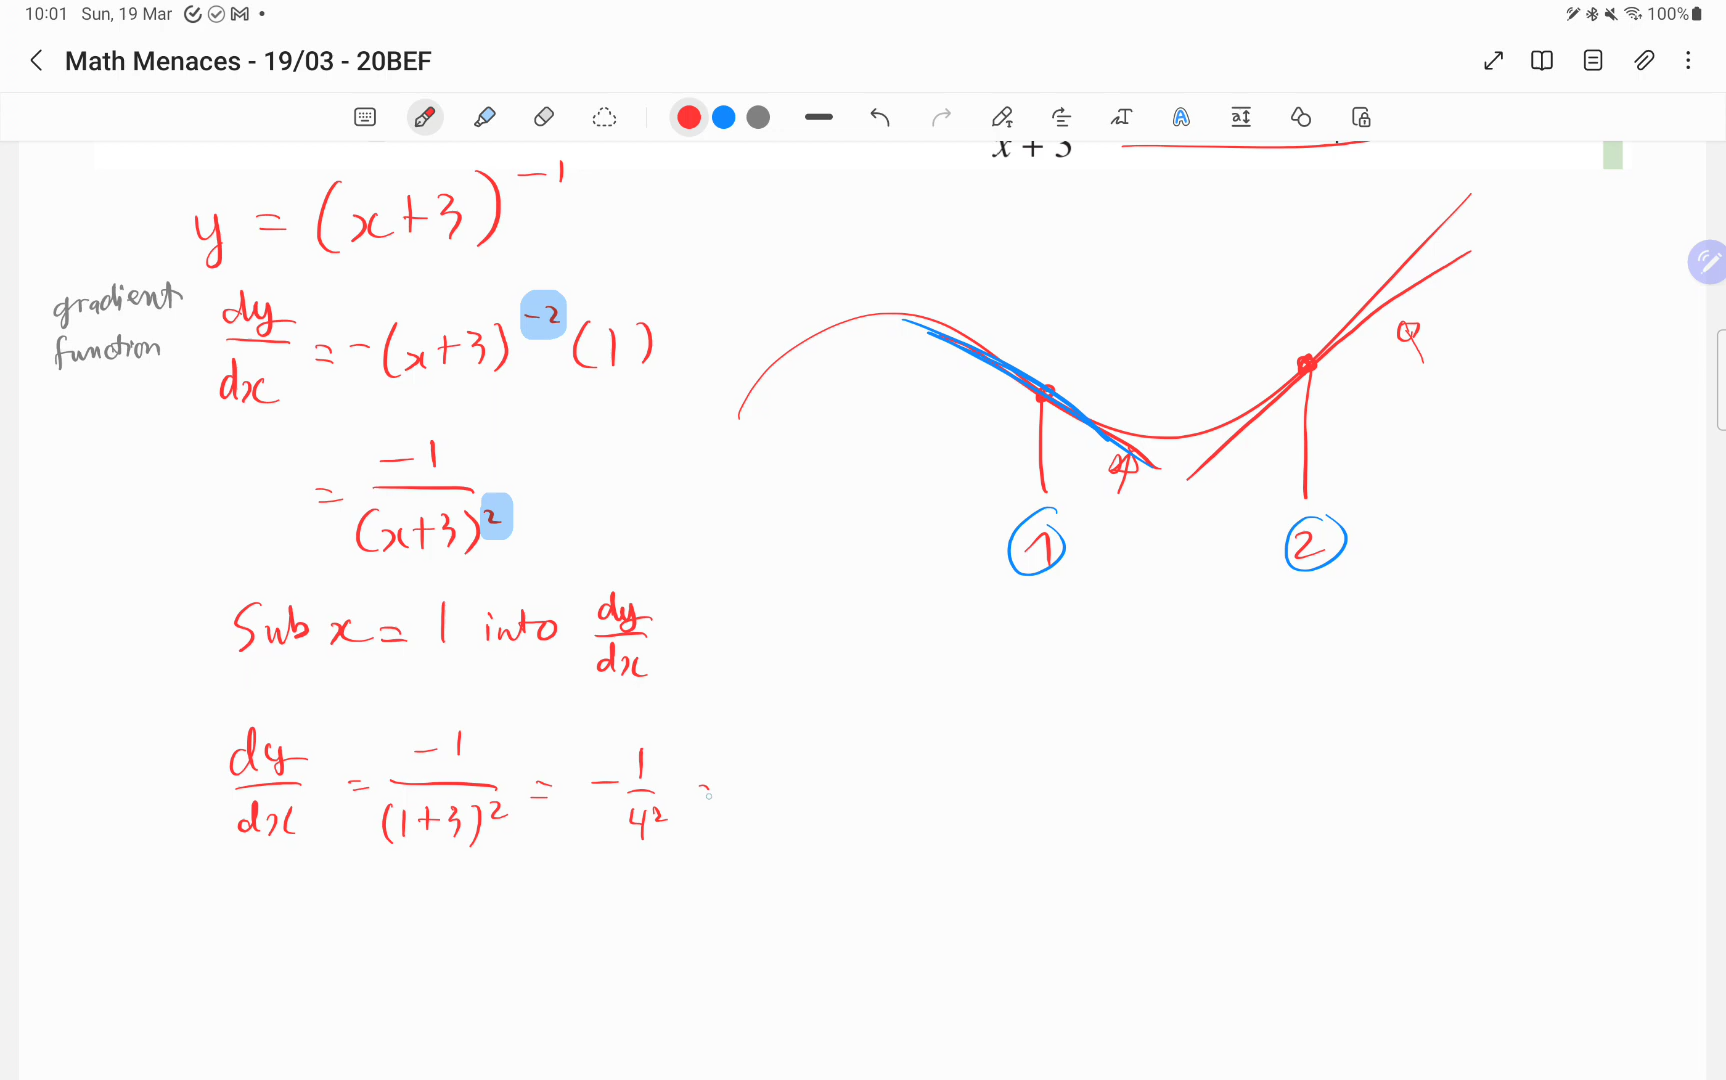 10:01 Sun, 19 Mar
100%
Math Menaces - 19/03 - 20BEF
x + 3
y = (x+3)^-1
gradient function
dy/dx = -(x+3)^-2 (1)
= -1/(x+3)^2
Sub x = 1 into dy/dx
dy/dx = -1/(1+3)^2 = -1/4^2 =
1
2